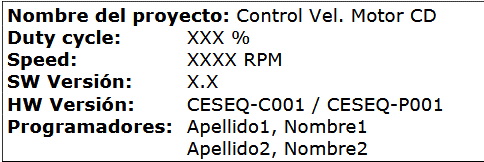 Nombre del proyecto: Control Vel. Motor CD
Duty cycle: XXX %
Speed: XXXX RPM
SW Versión: X.X
HW Versión: CESEQ-C001 / CESEQ-P001
Programadores: Apellido1, Nombre1
Apellido2, Nombre2